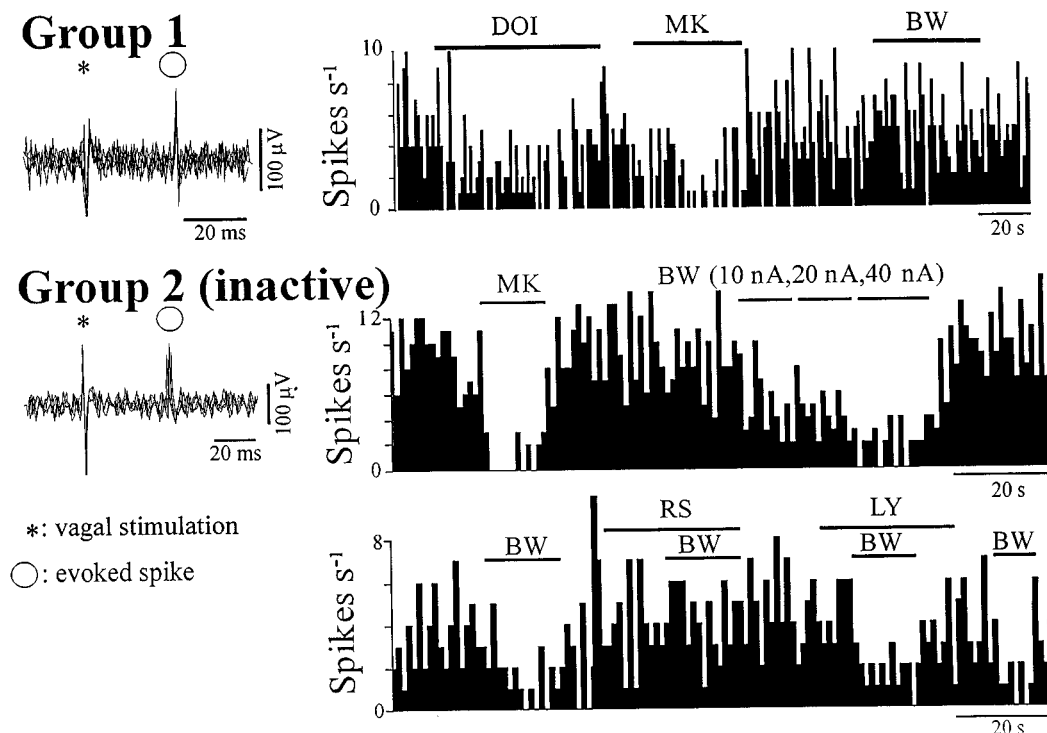 Group 1
*
DOI
MK
BW
10
0
Spikes s⁻¹
100 µV
20 ms
20 s
Group 2 (inactive)
*
MK
BW (10 nA, 20 nA, 40 nA)
12
0
Spikes s⁻¹
100 µV
20 ms
20 s
*: vagal stimulation
○: evoked spike
RS
LY
BW
BW
BW
BW
8
0
Spikes s⁻¹
20 s